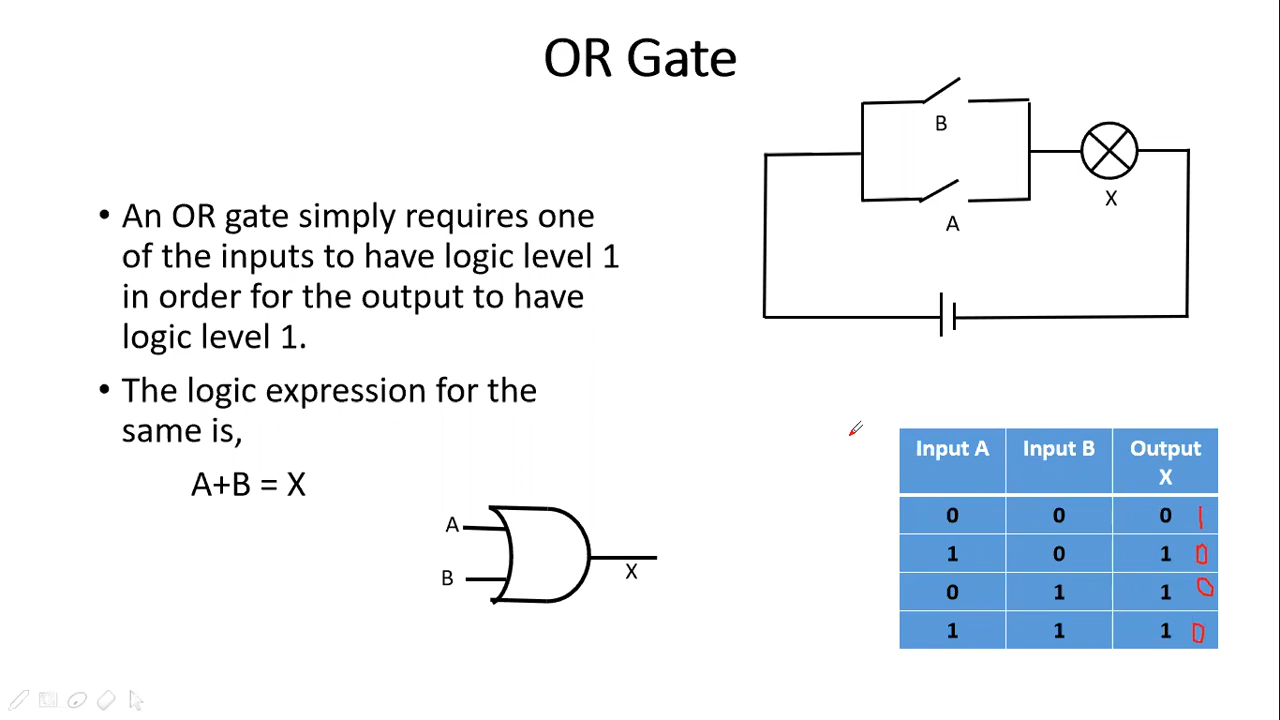 OR Gate
• An OR gate simply requires one
of the inputs to have logic level 1
in order for the output to have
logic level 1.
• The logic expression for the
same is,
A+B = X
B
A
X
A
B
X
Input A Input B Output
X
0 0 0 1
1 0 1 0
0 1 1 0
1 1 1 0